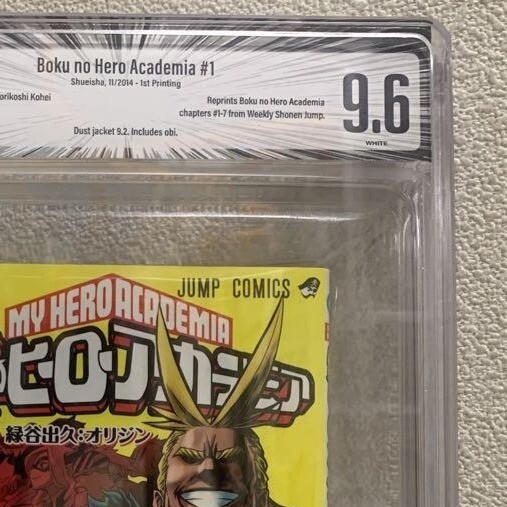 Boku no Hero Academia #1
Shueisha, 11/2014 - 1st Printing
orikoshi Kohei
Reprints Boku no Hero Academia
chapters #1-7 from Weekly Shonen Jump.
9.6
WHITE
Dust jacket 9.2. Includes obi.
JUMP COMICS
MY HERO ACADEMIA
のヒーローアカデミア
緑谷出久:オリジン